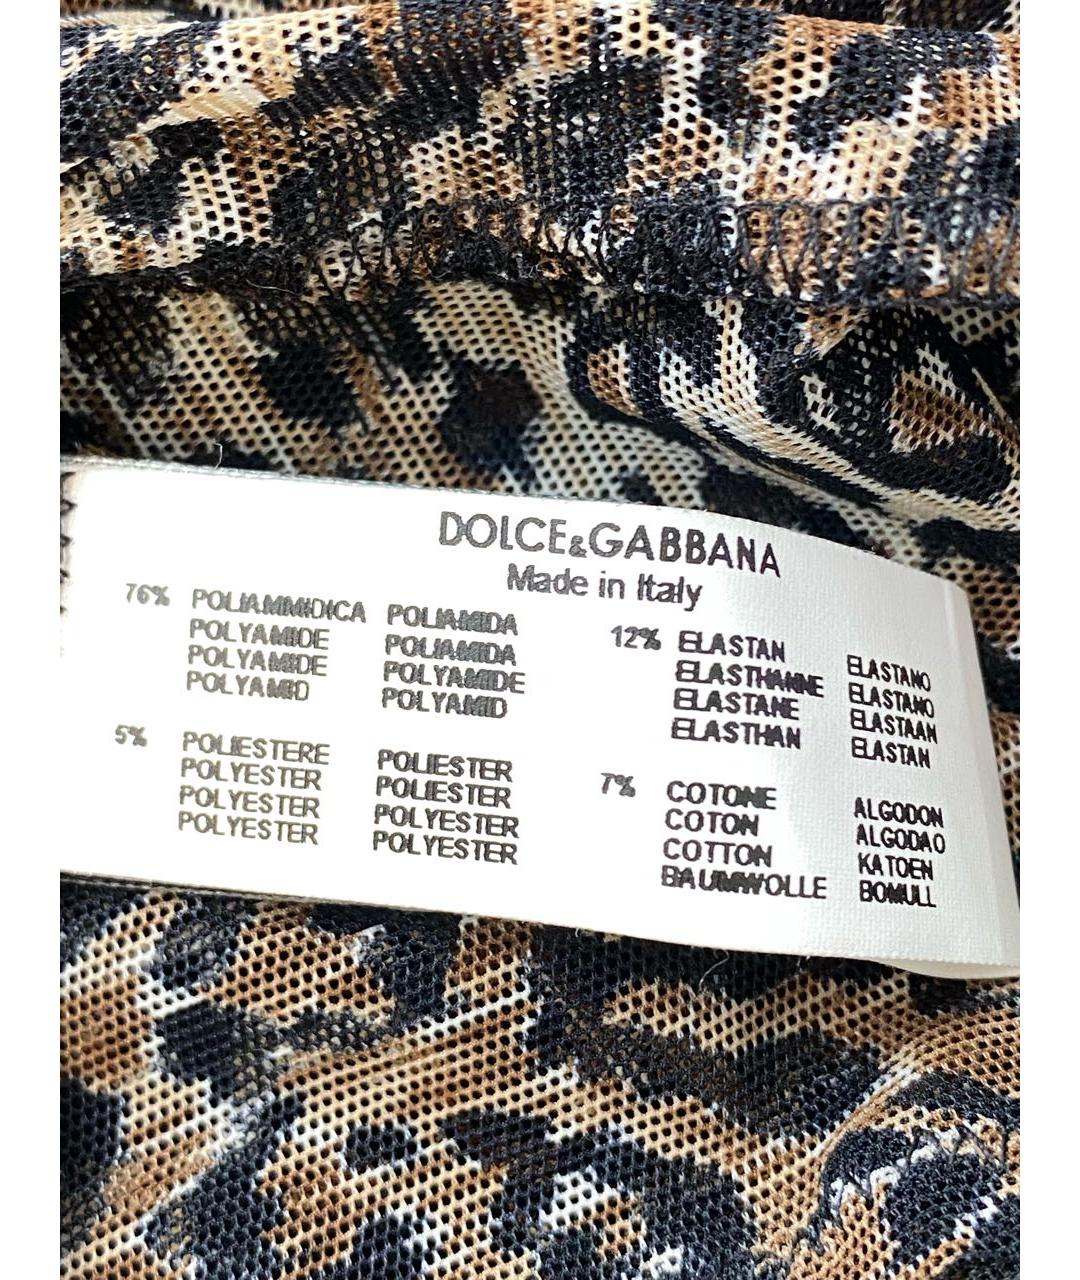 DOLCE&GABBANA
Made in Italy
76% POLIAMMIDICA POLIAMIDA
POLYAMIDE POLIAMIDA
POLYAMIDE POLYAMIDE
POLYAMID POLYAMID
5% POLIESTERE POLIESTER
POLYESTER POLIESTER
POLYESTER POLYESTER
POLYESTER POLYESTER
12% ELASTAN ELASTANO
ELASTHANNE ELASTANO
ELASTANE ELASTAAN
ELASTHAN ELASTAN
7% COTONE ALGODON
COTON ALGODAO
COTTON KATOEN
BAUMWOLLE BOMULL